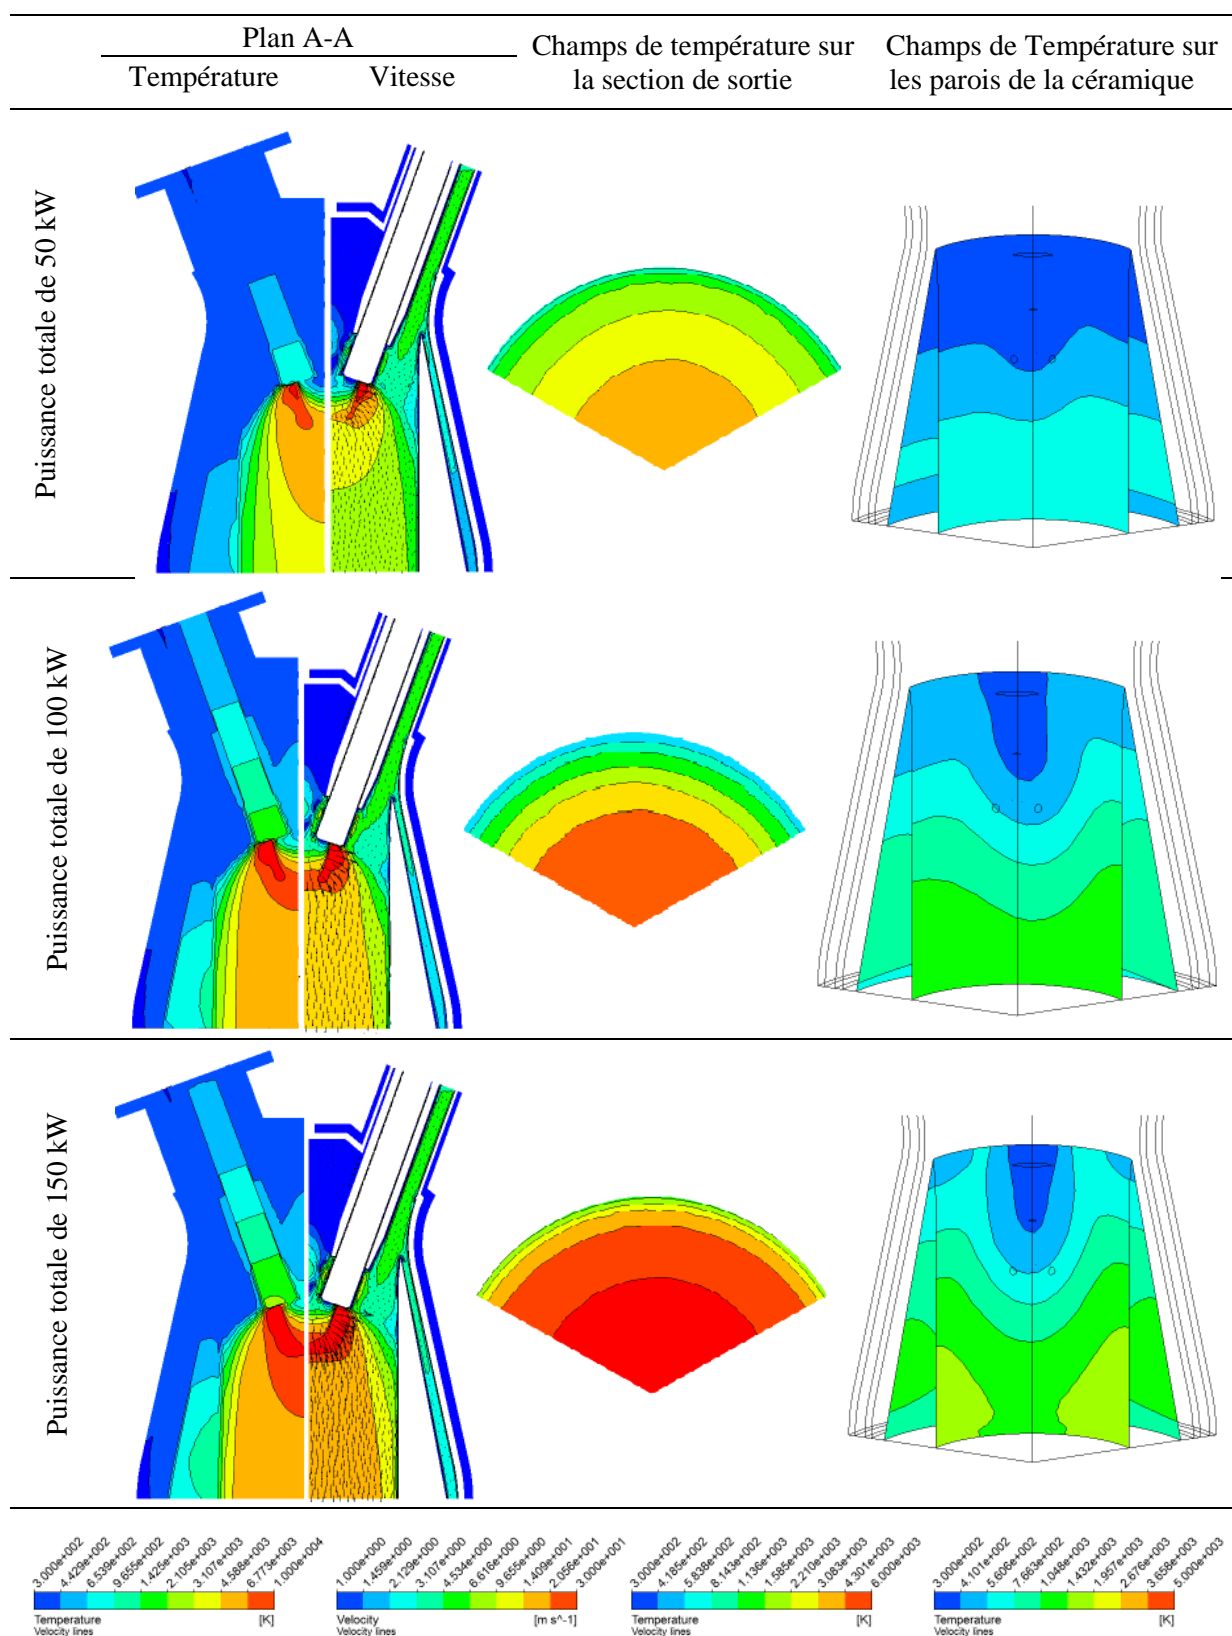 Plan A-A
Température
Vitesse
Champs de température sur
la section de sortie
Champs de Température sur
les parois de la céramique
Puissance totale de 50 kW
Puissance totale de 100 kW
Puissance totale de 150 kW
3.000e+002
4.429e+002
6.539e+002
9.655e+002
1.425e+003
2.105e+003
3.107e+003
4.588e+003
6.773e+003
1.000e+004
Temperature [K]
Velocity lines
1.000e+000
1.459e+000
2.129e+000
3.107e+000
4.534e+000
6.616e+000
9.655e+000
1.409e+001
2.056e+001
3.000e+001
Velocity [m s^-1]
Velocity lines
3.000e+002
4.185e+002
5.838e+002
8.143e+002
1.136e+003
1.585e+003
2.210e+003
3.083e+003
4.301e+003
6.000e+003
Temperature [K]
Velocity lines
3.000e+002
4.101e+002
5.606e+002
7.663e+002
1.048e+003
1.432e+003
1.957e+003
2.676e+003
3.658e+003
5.000e+003
Temperature [K]
Velocity lines